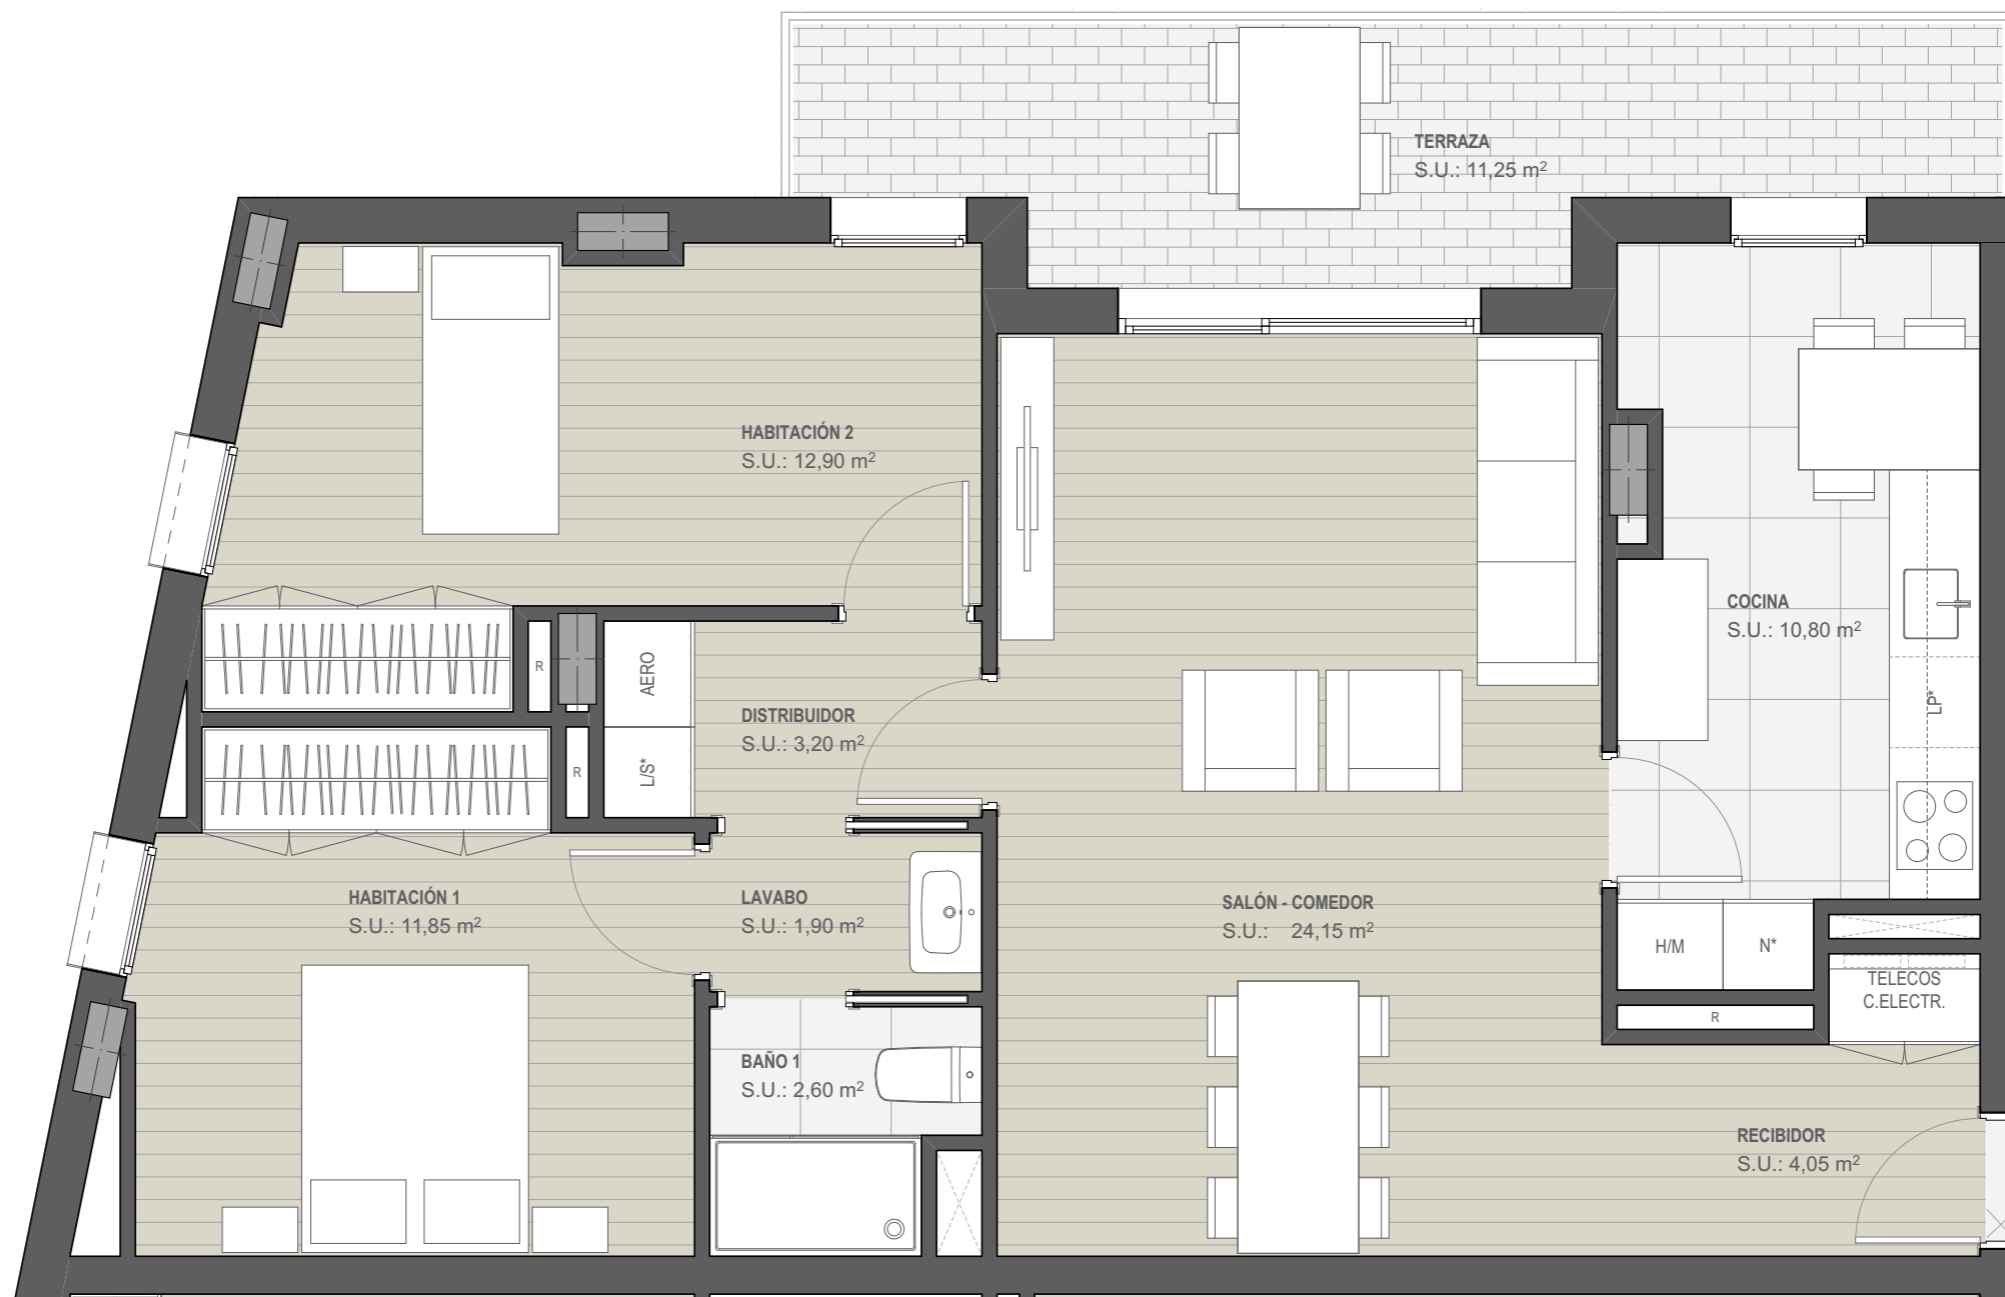 TERRAZA
S.U.: 11,25 m²
HABITACIÓN 2
S.U.: 12,90 m²
COCINA
S.U.: 10,80 m²
R
AERO
LP*
DISTRIBUIDOR
S.U.: 3,20 m²
L/S*
R
HABITACIÓN 1
S.U.: 11,85 m²
LAVABO
S.U.: 1,90 m²
SALÓN - COMEDOR
S.U.: 24,15 m²
H/M
N*
TELECOS
C.ELECTR.
R
BAÑO 1
S.U.: 2,60 m²
RECIBIDOR
S.U.: 4,05 m²